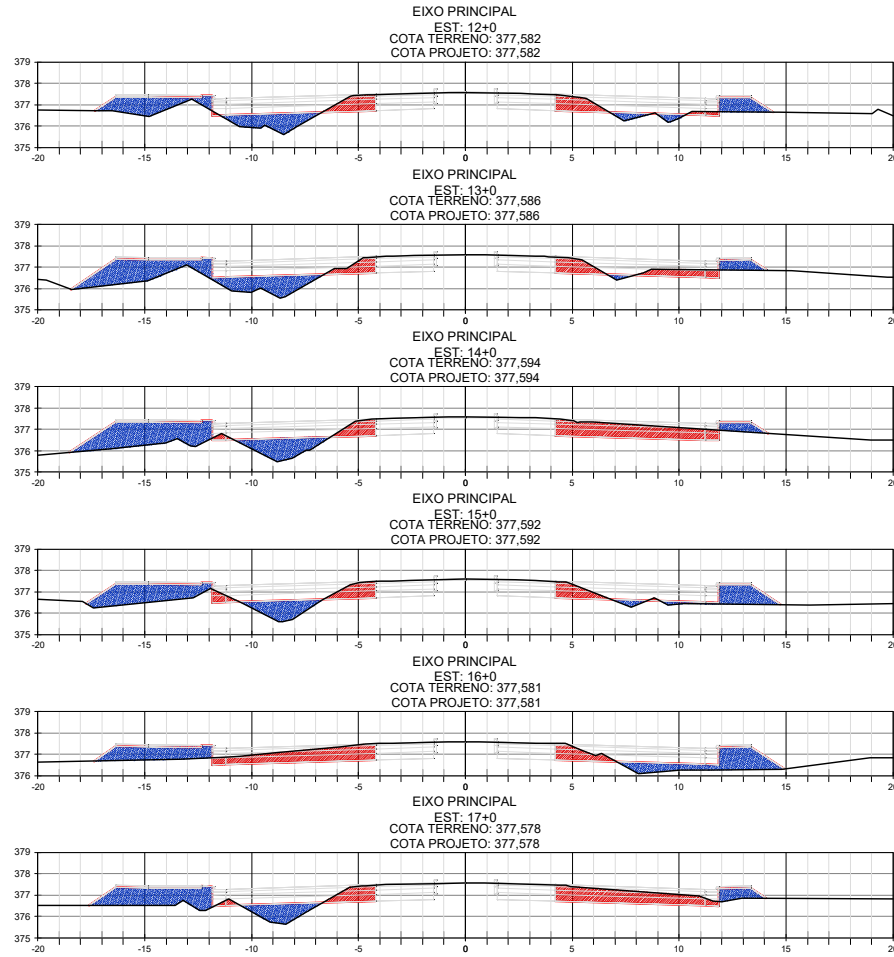 EIXO PRINCIPAL
EST: 12+0
COTA TERRENO: 377,582
COTA PROJETO: 377,582
379
378
377
376
375
-20 -15 -10 -5 0 5 10 15 20
EIXO PRINCIPAL
EST: 13+0
COTA TERRENO: 377,586
COTA PROJETO: 377,586
379
378
377
376
375
-20 -15 -10 -5 0 5 10 15 20
EIXO PRINCIPAL
EST: 14+0
COTA TERRENO: 377,594
COTA PROJETO: 377,594
379
378
377
376
375
-20 -15 -10 -5 0 5 10 15 20
EIXO PRINCIPAL
EST: 15+0
COTA TERRENO: 377,592
COTA PROJETO: 377,592
379
378
377
376
375
-20 -15 -10 -5 0 5 10 15 20
EIXO PRINCIPAL
EST: 16+0
COTA TERRENO: 377,581
COTA PROJETO: 377,581
379
378
377
376
-20 -15 -10 -5 0 5 10 15 20
EIXO PRINCIPAL
EST: 17+0
COTA TERRENO: 377,578
COTA PROJETO: 377,578
379
378
377
376
375
-20 -15 -10 -5 0 5 10 15 20